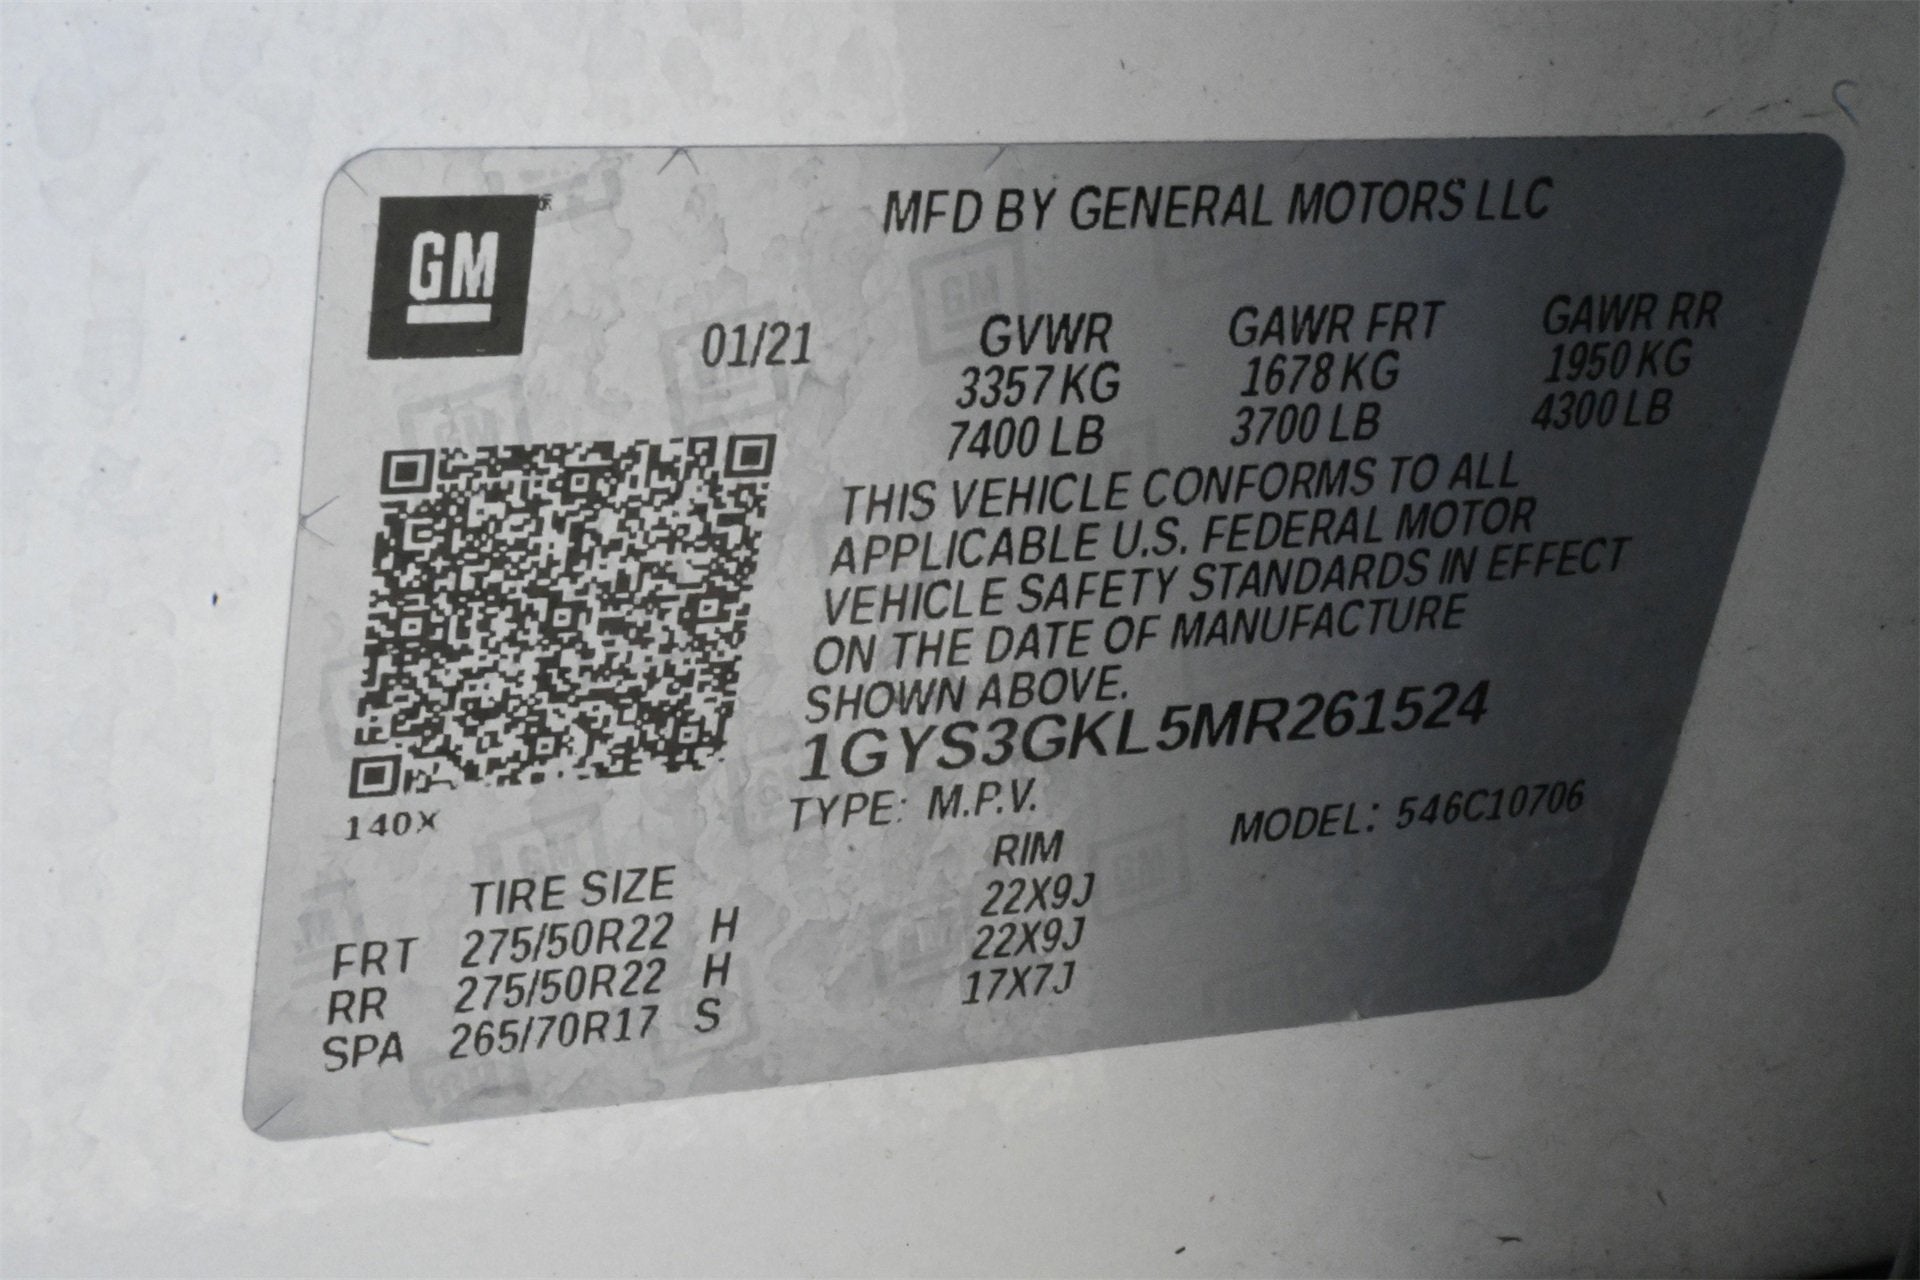 GM
MFD BY GENERAL MOTORS LLC
01/21 GVWR GAWR FRT GAWR RR
3357 KG 1678 KG 1950 KG
7400 LB 3700 LB 4300 LB
THIS VEHICLE CONFORMS TO ALL
APPLICABLE U.S. FEDERAL MOTOR
VEHICLE SAFETY STANDARDS IN EFFECT
ON THE DATE OF MANUFACTURE
SHOWN ABOVE.
1GYS3GKL5MR261524
140X
TYPE: M.P.V. MODEL: 546C10706
TIRE SIZE RIM
FRT 275/50R22 H 22X9J
RR 275/50R22 H 22X9J
SPA 265/70R17 S 17X7J